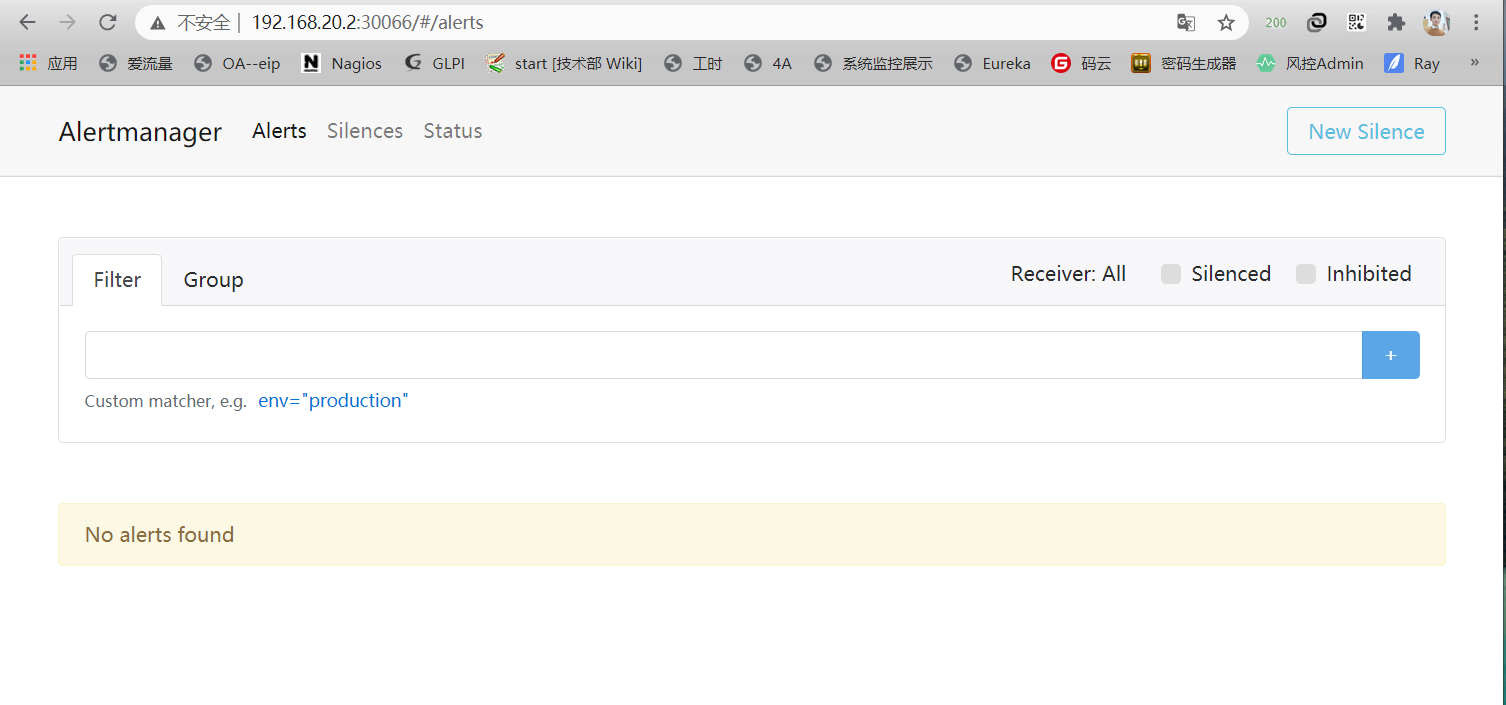 不安全 | 192.168.20.2:30066/#/alerts 200
应用 爱流量 OA--eip Nagios GLPI start [技术部 Wiki] 工时 4A 系统监控展示 Eureka 码云 密码生成器 风控Admin Ray »
Alertmanager Alerts Silences Status New Silence
Filter Group Receiver: All Silenced Inhibited
+
Custom matcher, e.g. env="production"
No alerts found